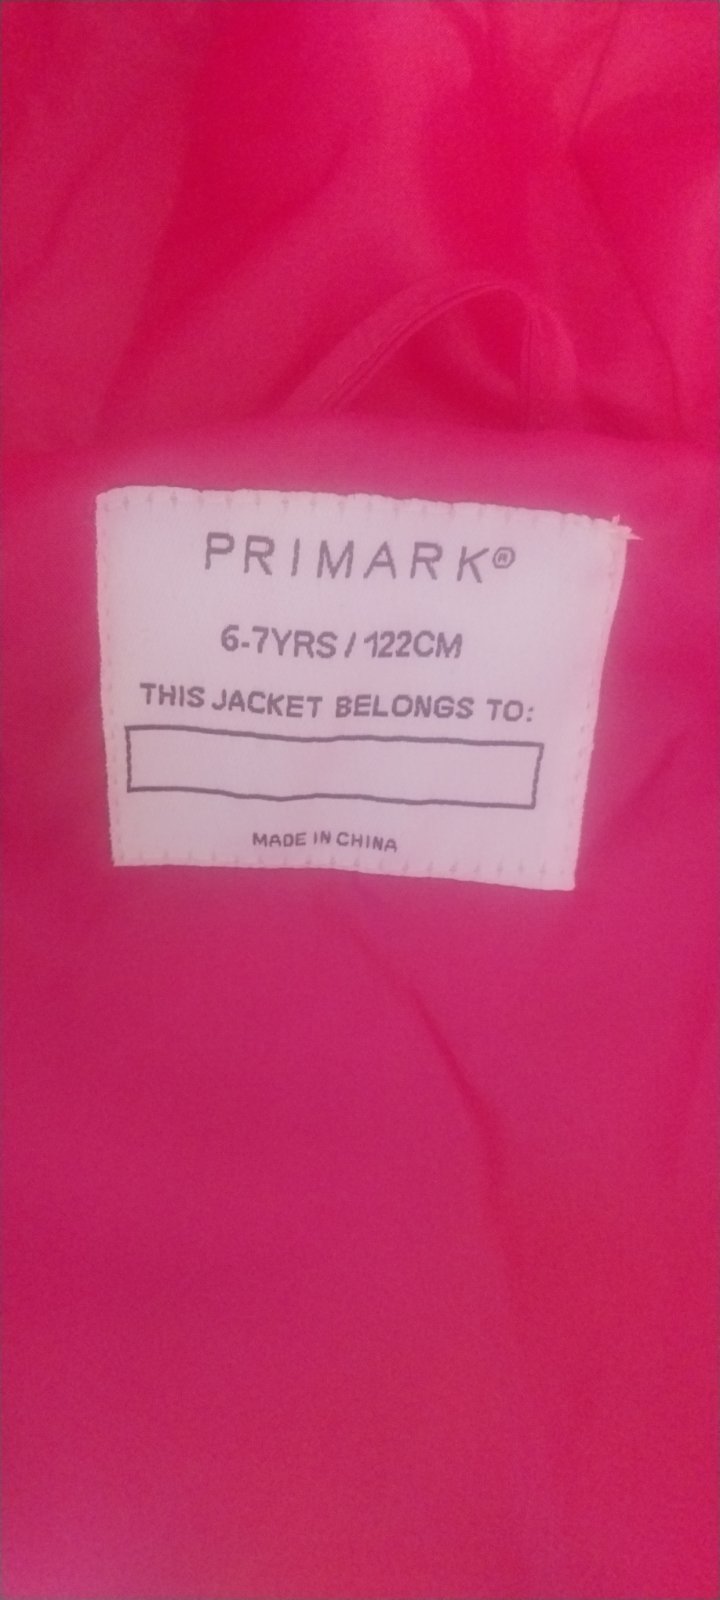 PRIMARK®
6-7YRS / 122CM
THIS JACKET BELONGS TO:
MADE IN CHINA